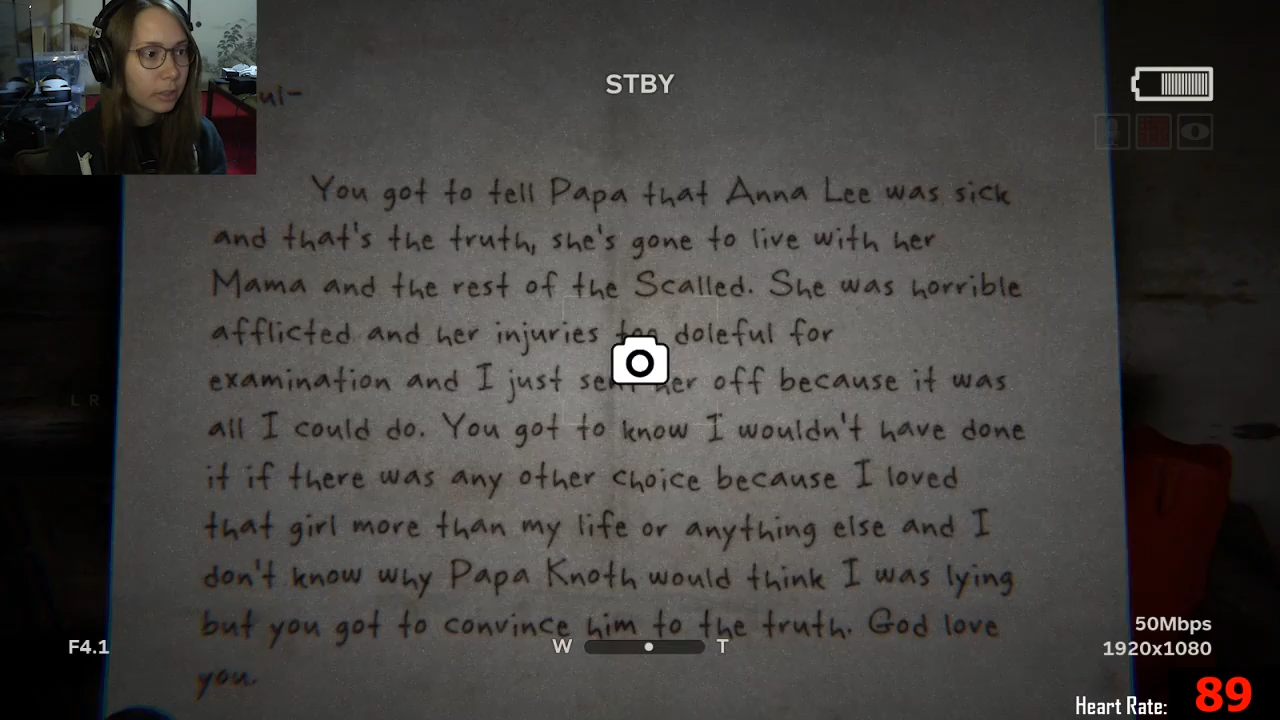 STBY
ul-
You got to tell Papa that Anna Lee was sick
and that's the truth, she's gone to live with her
Mama and the rest of the Scalled. She was horrible
afflicted and her injuries too doleful for
examination and I just sent her off because it was
all I could do. You got to know I wouldn't have done
it if there was any other choice because I loved
that girl more than my life or anything else and I
don't know why Papa Knoth would think I was lying
but you got to convince him to the truth. God love
you.
L R
F4.1
W T
50Mbps
1920x1080
Heart Rate: 89